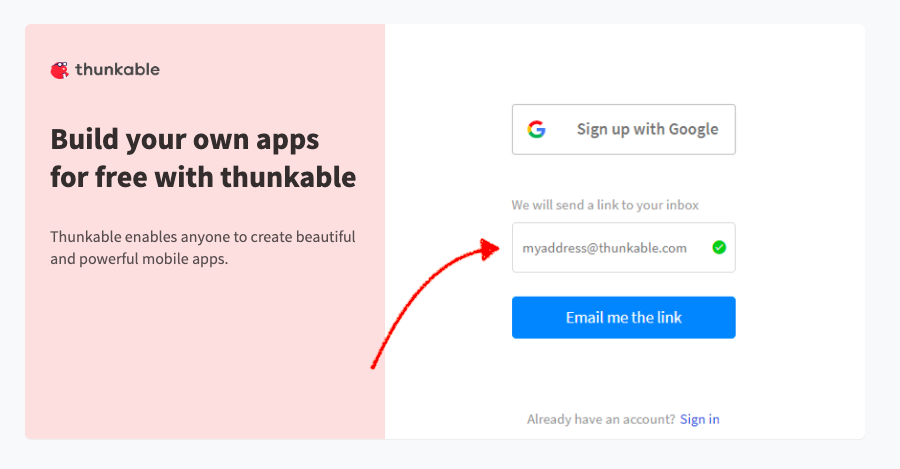 thunkable
Build your own apps
for free with thunkable
Thunkable enables anyone to create beautiful
and powerful mobile apps.
Sign up with Google
We will send a link to your inbox
myaddress@thunkable.com
Email me the link
Already have an account? Sign in